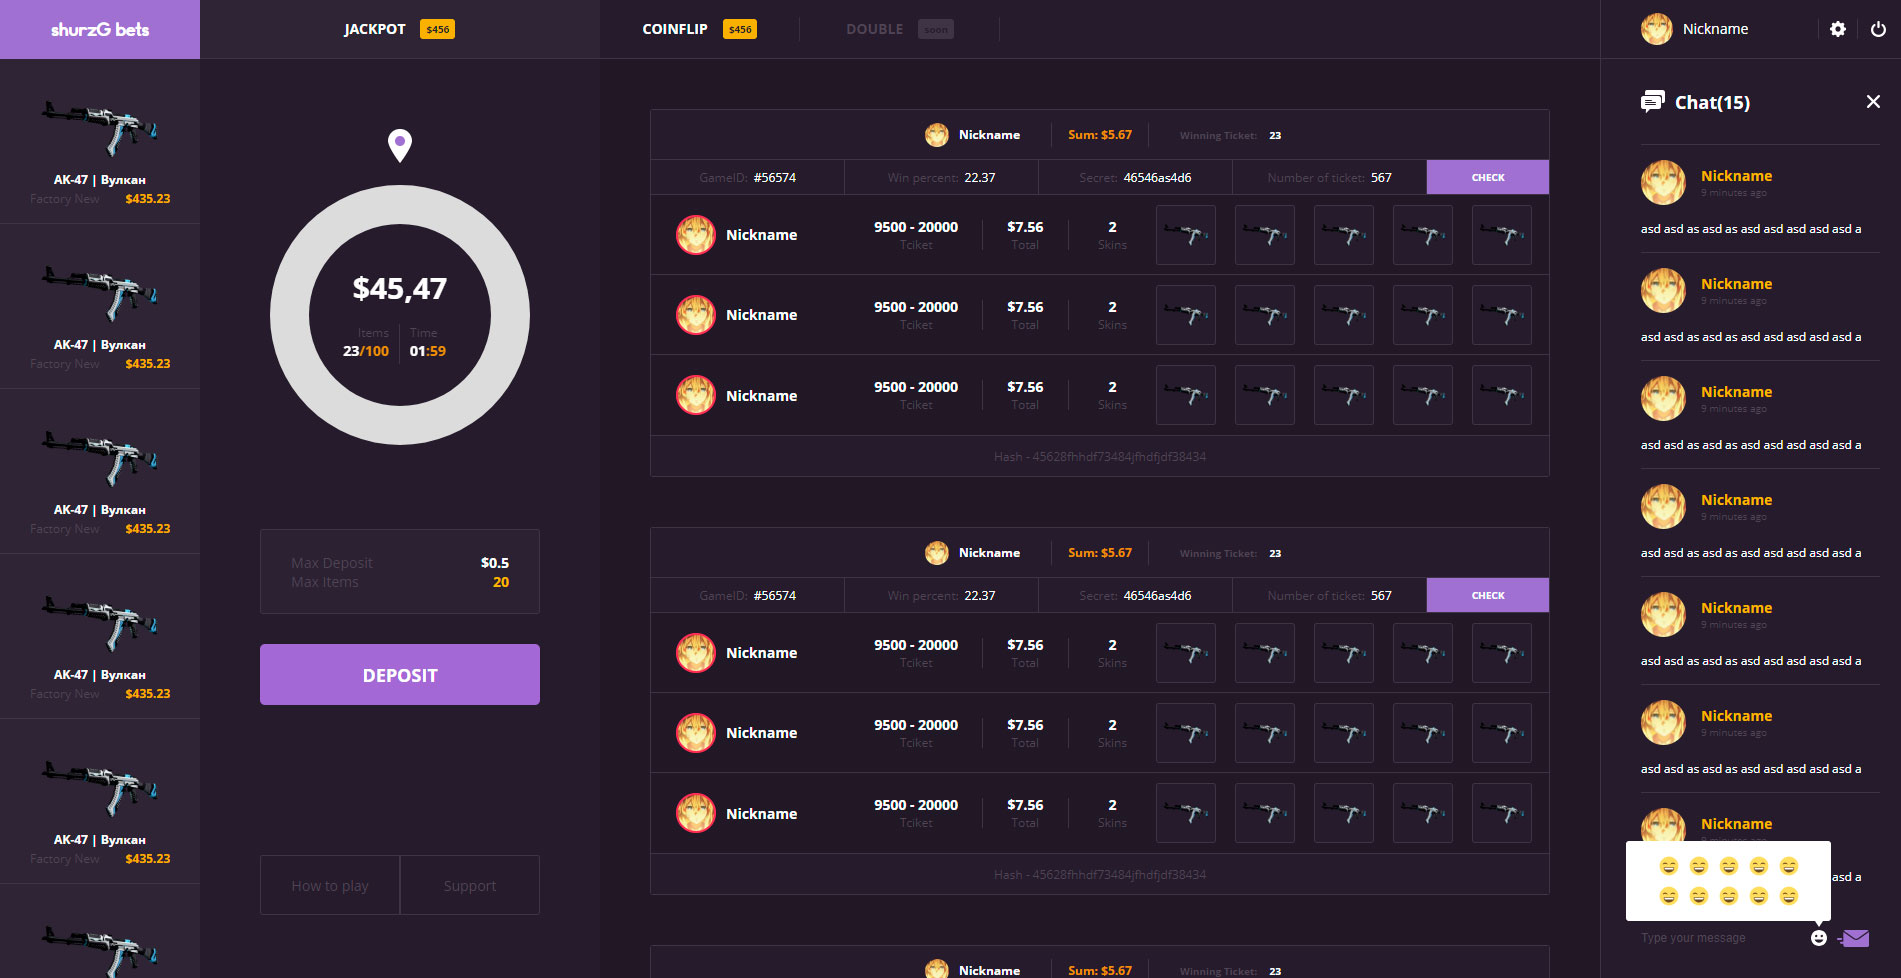 shurzG bets
JACKPOT $456
COINFLIP $456
DOUBLE soon
Nickname
AK-47 | Вулкан
Factory New $435.23
AK-47 | Вулкан
Factory New $435.23
AK-47 | Вулкан
Factory New $435.23
AK-47 | Вулкан
Factory New $435.23
AK-47 | Вулкан
Factory New $435.23
$45,47
Items Time
23/100 01:59
Max Deposit $0.5
Max Items 20
DEPOSIT
How to play Support
Nickname Sum: $5.67 Winning Ticket: 23
GameID: #56574 Win percent: 22.37 Secret: 46546as4d6 Number of ticket: 567 CHECK
Nickname 9500 - 20000 $7.56 2
Tciket Total Skins
Nickname 9500 - 20000 $7.56 2
Tciket Total Skins
Nickname 9500 - 20000 $7.56 2
Tciket Total Skins
Hash - 45628fhhdf73484jfhdfjdf38434
Nickname Sum: $5.67 Winning Ticket: 23
GameID: #56574 Win percent: 22.37 Secret: 46546as4d6 Number of ticket: 567 CHECK
Nickname 9500 - 20000 $7.56 2
Tciket Total Skins
Nickname 9500 - 20000 $7.56 2
Tciket Total Skins
Nickname 9500 - 20000 $7.56 2
Tciket Total Skins
Hash - 45628fhhdf73484jfhdfjdf38434
Nickname Sum: $5.67 Winning Ticket: 23
Chat(15)
Nickname
9 minutes ago
asd asd as asd as asd asd asd asd asd a
Nickname
9 minutes ago
asd asd as asd as asd asd asd asd asd a
Nickname
9 minutes ago
asd asd as asd as asd asd asd asd asd a
Nickname
9 minutes ago
asd asd as asd as asd asd asd asd asd a
Nickname
9 minutes ago
asd asd as asd as asd asd asd asd asd a
Nickname
9 minutes ago
asd asd as asd as asd asd asd asd asd a
Nickname
asd a
Type your message